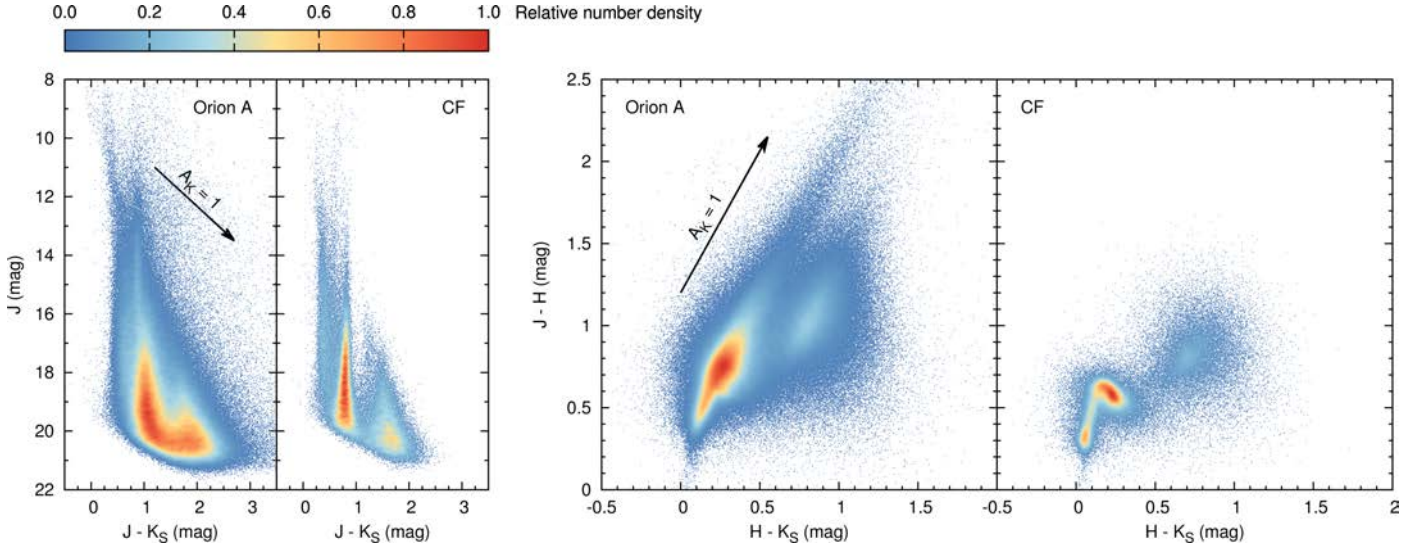 0.0 0.2 0.4 0.6 0.8 1.0 Relative number density
8
10
12
14
16
18
20
22
J (mag)
Orion A
A_K = 1
0 1 2 3
J - K_S (mag)
CF
0 1 2 3
J - K_S (mag)
2.5
2
1.5
1
0.5
0
J - H (mag)
Orion A
A_K = 1
-0.5 0 0.5 1 1.5
H - K_S (mag)
CF
-0.5 0 0.5 1 1.5 2
H - K_S (mag)